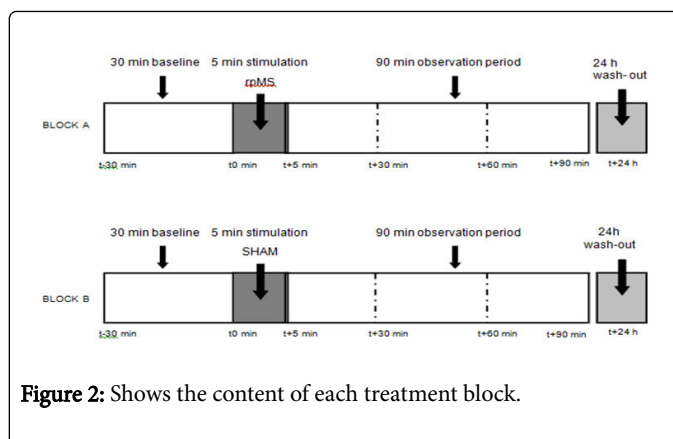 30 min baseline 5 min stimulation 90 min observation period 24 h
rpMS wash- out
BLOCK A
t-30 min t0 min t+5 min t+30 min t+60 min t+90 min t+24 h
30 min baseline 5 min stimulation 90 min observation period 24h
SHAM wash-out
BLOCK B
t-30 min t0 min t+5 min t+30 min t+60 min t+90 min t+24 h
Figure 2: Shows the content of each treatment block.